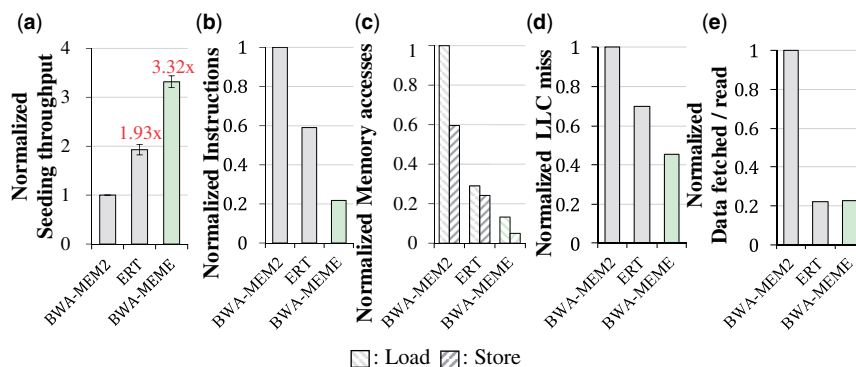 (a)
Normalized
Seeding throughput
4
3
2
1
0
1.93x
3.32x
BWA-MEM2
ERT
BWA-MEME
(b)
Normalized Instructions
1
0.8
0.6
0.4
0.2
0
BWA-MEM2
ERT
BWA-MEME
(c)
Normalized Memory accesses
1
0.8
0.6
0.4
0.2
0
BWA-MEM2
ERT
BWA-MEME
(d)
Normalized LLC miss
1
0.8
0.6
0.4
0.2
0
BWA-MEM2
ERT
BWA-MEME
(e)
Normalized
Data fetched / read
1
0.8
0.6
0.4
0.2
0
BWA-MEM2
ERT
BWA-MEME
: Load : Store